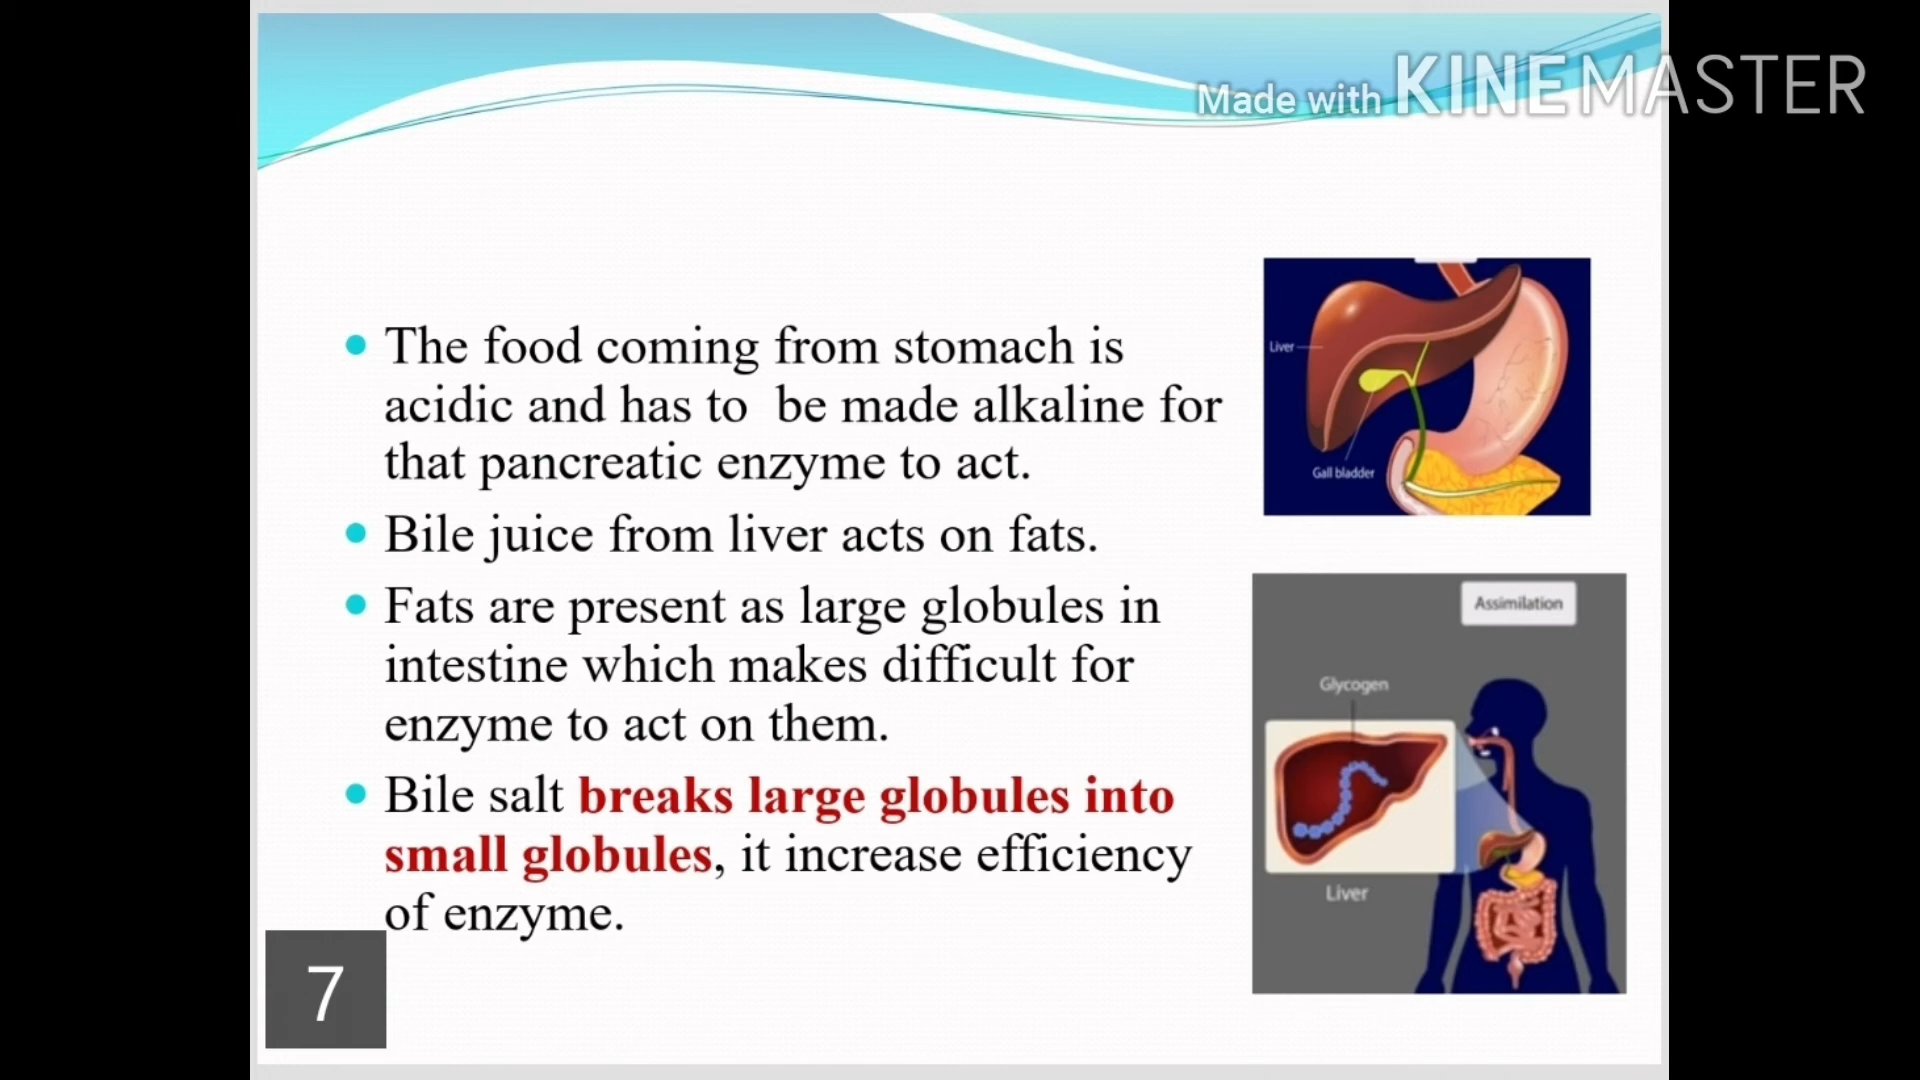 Made with KINEMASTER
The food coming from stomach is
acidic and has to  be made alkaline for
that pancreatic enzyme to act.
Bile juice from liver acts on fats.
Fats are present as large globules in
intestine which makes difficult for
enzyme to act on them.
Bile salt breaks large globules into
small globules, it increase efficiency
of enzyme.
7
Liver
Gall bladder
Assimilation
Glycogen
Liver